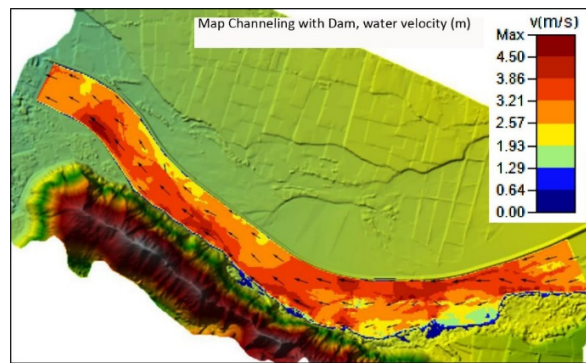 Map Channeling with Dam, water velocity (m)
v(m/s)
Max
4.50
3.86
3.21
2.57
1.93
1.29
0.64
0.00